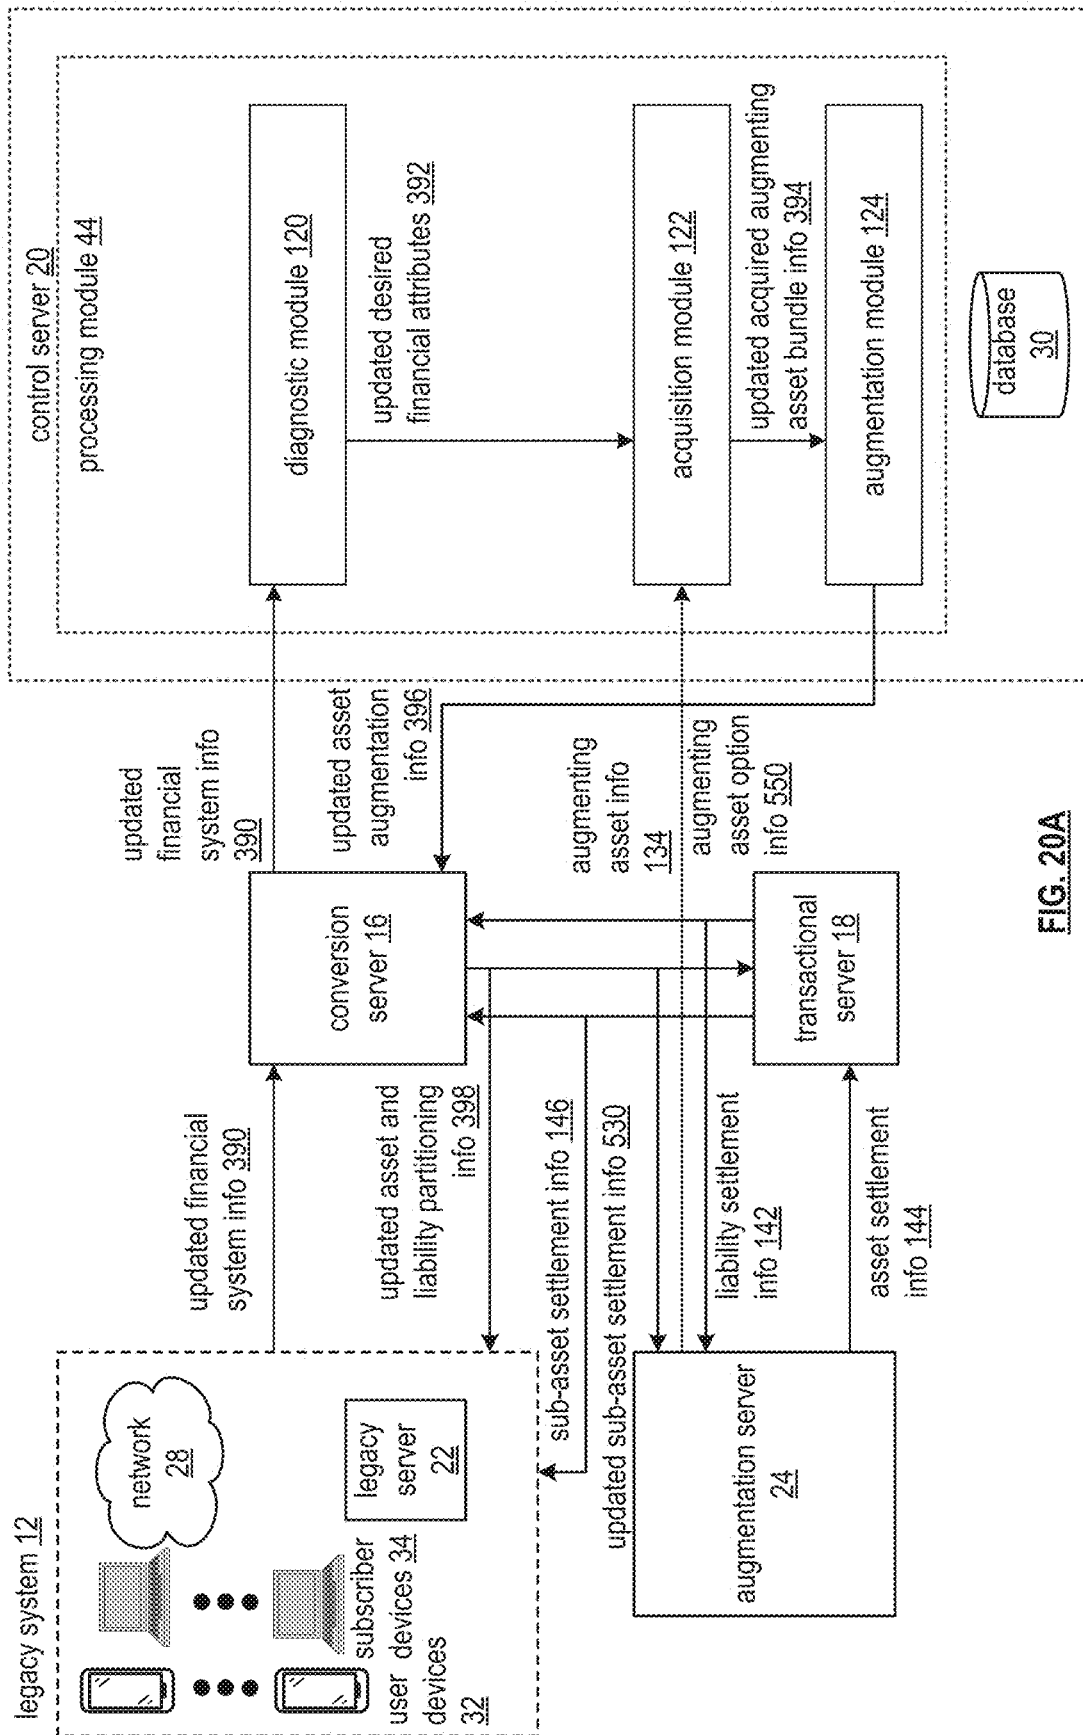 legacy system 12
network
28
legacy
server
22
subscriber
devices 34
user
devices
32
updated financial
system info 390
updated asset and
liability partitioning
info 398
sub-asset settlement info 146
updated sub-asset settlement info 530
liability settlement
info 142
asset settlement
info 144
augmentation server
24
conversion
server 16
transactional
server 18
updated
financial
system info
390
updated asset
augmentation
info 396
augmenting
asset info
134
augmenting
asset option
info 550
control server 20
processing module 44
diagnostic module 120
updated desired
financial attributes 392
acquisition module 122
updated acquired augmenting
asset bundle info 394
augmentation module 124
database
30
FIG. 20A